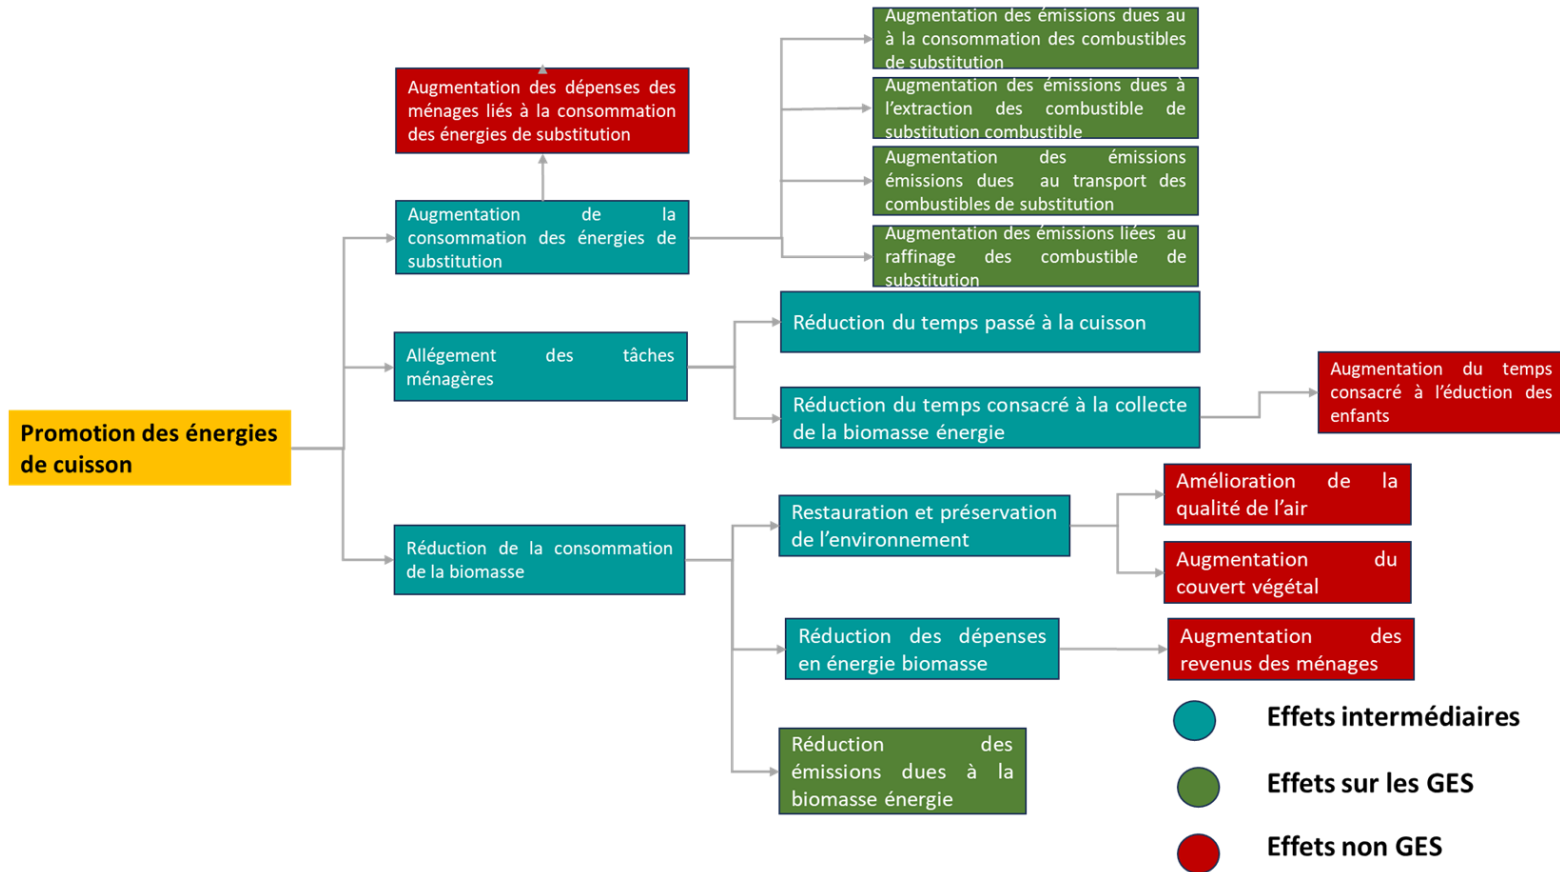 Augmentation des émissions dues au
à la consommation des combustibles
de substitution
Augmentation des dépenses des
ménages liés à la consommation
des énergies de substitution
Augmentation des émissions dues à
l'extraction des combustible de
substitution combustible
Augmentation des émissions
émissions dues au transport des
combustibles de substitution
Augmentation de la
consommation des énergies de
substitution
Augmentation des émissions liées au
raffinage des combustible de
substitution
Réduction du temps passé à la cuisson
Allégement des tâches
ménagères
Réduction du temps consacré à la collecte
de la biomasse énergie
Augmentation du temps
consacré à l'éduction des
enfants
Promotion des énergies
de cuisson
Amélioration de la
qualité de l'air
Restauration et préservation
de l'environnement
Réduction de la consommation
de la biomasse
Augmentation du
couvert végétal
Réduction des dépenses
en énergie biomasse
Augmentation des
revenus des ménages
Réduction des
émissions dues à la
biomasse énergie
Effets intermédiaires
Effets sur les GES
Effets non GES